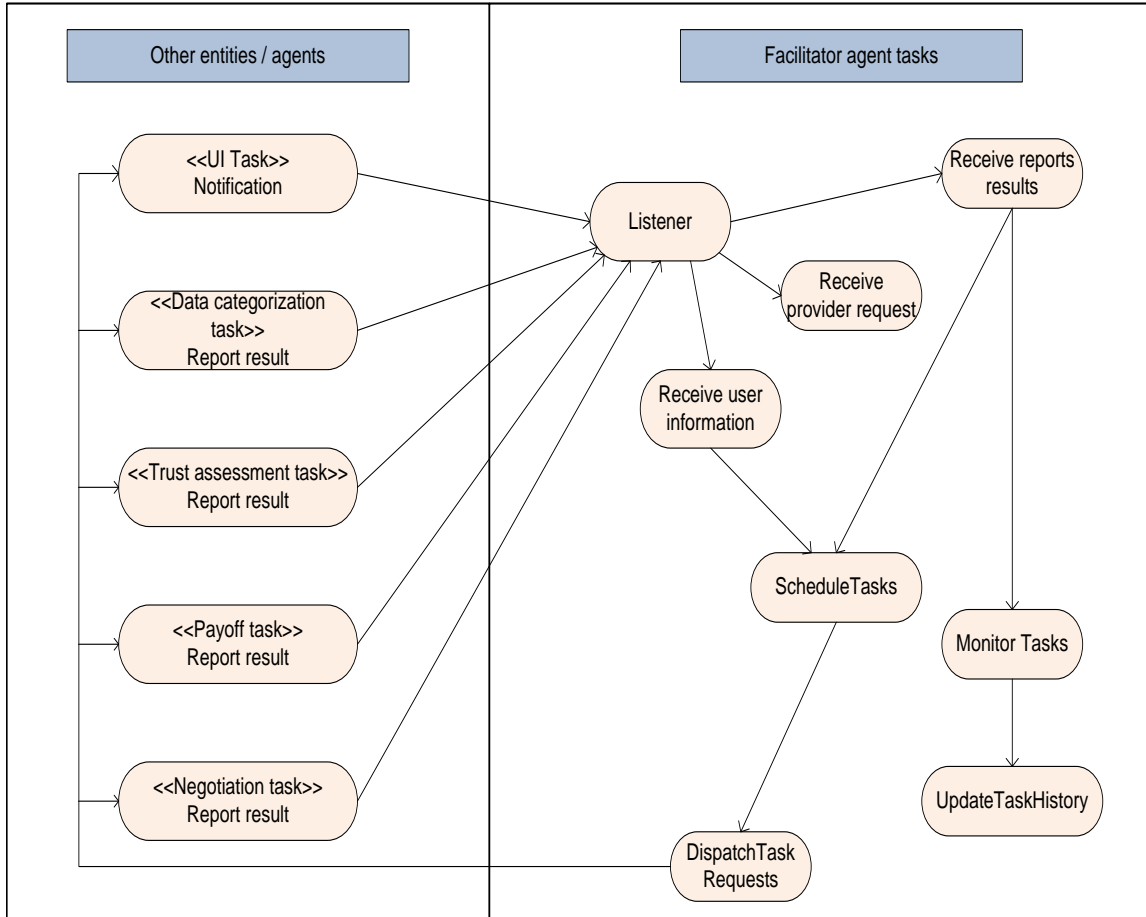 Other entities / agents
Facilitator agent tasks
<<UI Task>>
Notification
<<Data categorization
task>>
Report result
<<Trust assessment task>>
Report result
<<Payoff task>>
Report result
<<Negotiation task>>
Report result
Listener
Receive reports
results
Receive
provider request
Receive user
information
ScheduleTasks
Monitor Tasks
UpdateTaskHistory
DispatchTask
Requests